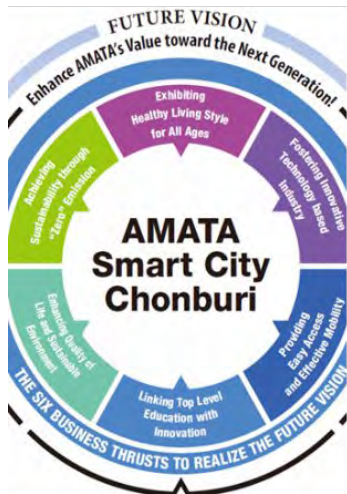 FUTURE VISION
Enhance AMATA's Value toward the Next Generation!
Exhibiting
Healthy Living Style
for All Ages
Fostering Innovative
Technology based
industry
Providing
Easy Access
and Effective Mobility
Linking Top Level
Education with
Innovation
Enhancing Quality of
Life and Sustainable
Environment
Achieving
Sustainability through
"Zero" Emission
AMATA
Smart City
Chonburi
THE SIX BUSINESS THRUSTS TO REALIZE THE FUTURE VISION